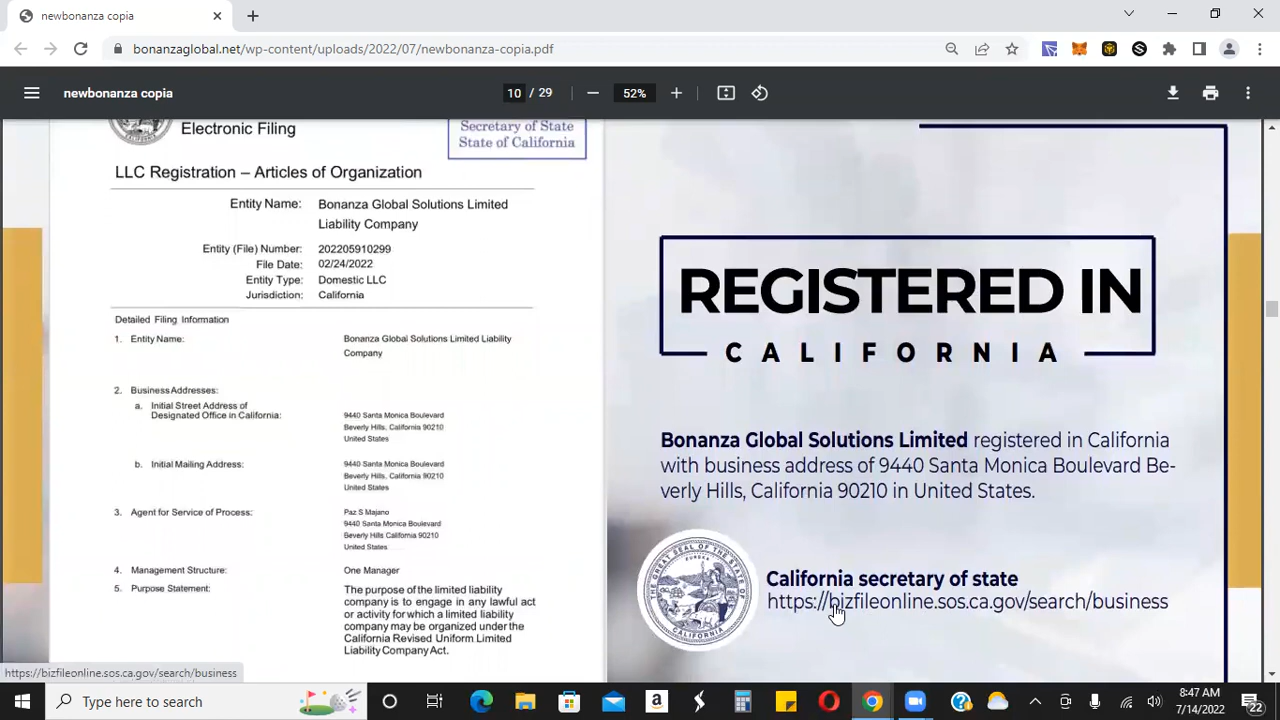 newbonanza copia
bonanzaglobal.net/wp-content/uploads/2022/07/newbonanza-copia.pdf
newbonanza copia
10 / 29
52%
Electronic Filing
Secretary of State
State of California
LLC Registration – Articles of Organization
Entity Name: Bonanza Global Solutions Limited
Liability Company
Entity (File) Number: 202205910299
File Date: 02/24/2022
Entity Type: Domestic LLC
Jurisdiction: California
Detailed Filing Information
1. Entity Name: Bonanza Global Solutions Limited Liability
Company
2. Business Addresses:
a. Initial Street Address of
Designated Office in California: 9440 Santa Monica Boulevard
Beverly Hills, California 90210
United States
b. Initial Mailing Address: 9440 Santa Monica Boulevard
Beverly Hills, California 90210
United States
3. Agent for Service of Process: Paz S Majano
9440 Santa Monica Boulevard
Beverly Hills California 90210
United States
4. Management Structure: One Manager
5. Purpose Statement: The purpose of the limited liability
company is to engage in any lawful act
or activity for which a limited liability
company may be organized under the
California Revised Uniform Limited
Liability Company Act.
REGISTERED IN
CALIFORNIA
Bonanza Global Solutions Limited registered in California
with business address of 9440 Santa Monica Boulevard Be-
verly Hills, California 90210 in United States.
THE GREAT SEAL OF THE STATE OF CALIFORNIA
EUREKA
California secretary of state
https://bizfileonline.sos.ca.gov/search/business
https://bizfileonline.sos.ca.gov/search/business
Type here to search
8:47 AM
7/14/2022
22